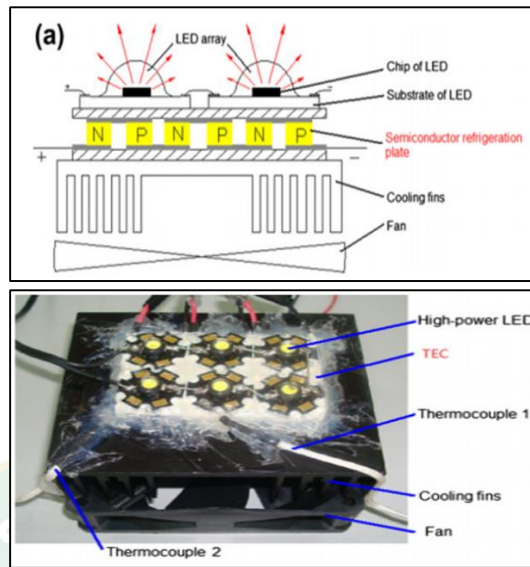 (a)
LED array
Chip of LED
Substrate of LED
+
-
N P N P N P
Semiconductor refrigeration
plate
+
-
Cooling fins
Fan
High-power LED
TEC
Thermocouple 1
Cooling fins
Fan
Thermocouple 2